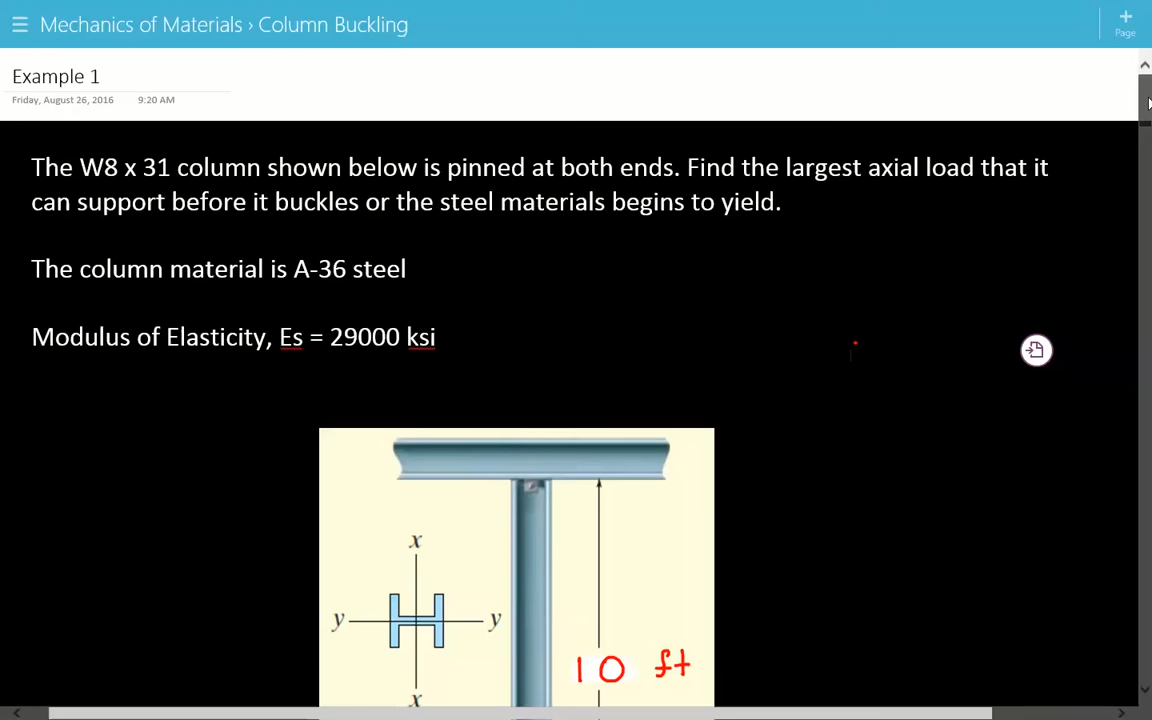 Mechanics of Materials › Column Buckling
Page
Example 1
Friday, August 26, 2016 9:20 AM
The W8 x 31 column shown below is pinned at both ends. Find the largest axial load that it
can support before it buckles or the steel materials begins to yield.
The column material is A-36 steel
Modulus of Elasticity, Es = 29000 ksi
x
y
y
10 ft
x